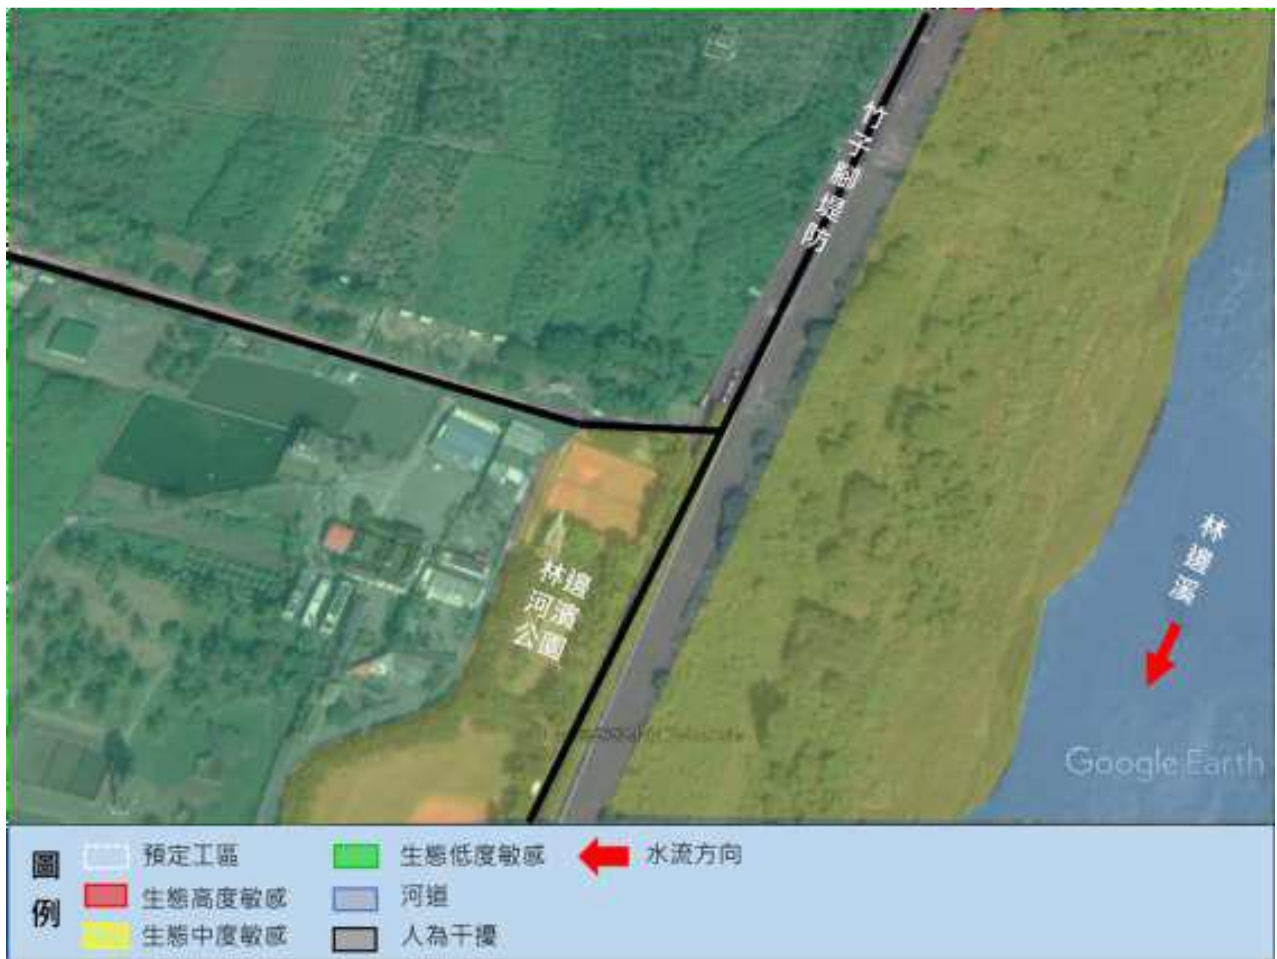 竹子腳堤防
林邊
河濱
公園
林邊溪
Google Earth
圖例
預定工區
生態高度敏感
生態中度敏感
生態低度敏感
河道
人為干擾
水流方向